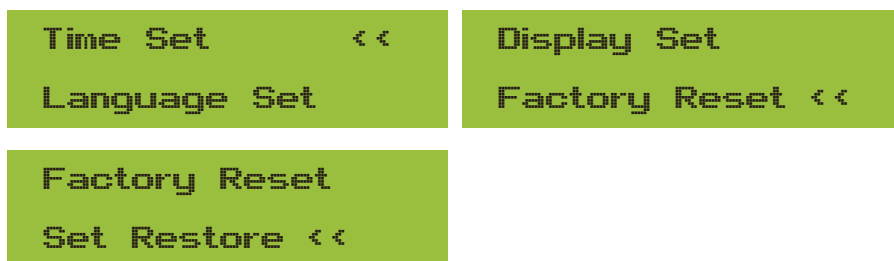 Time Set <<
Language Set
Display Set
Factory Reset <<
Factory Reset
Set Restore <<